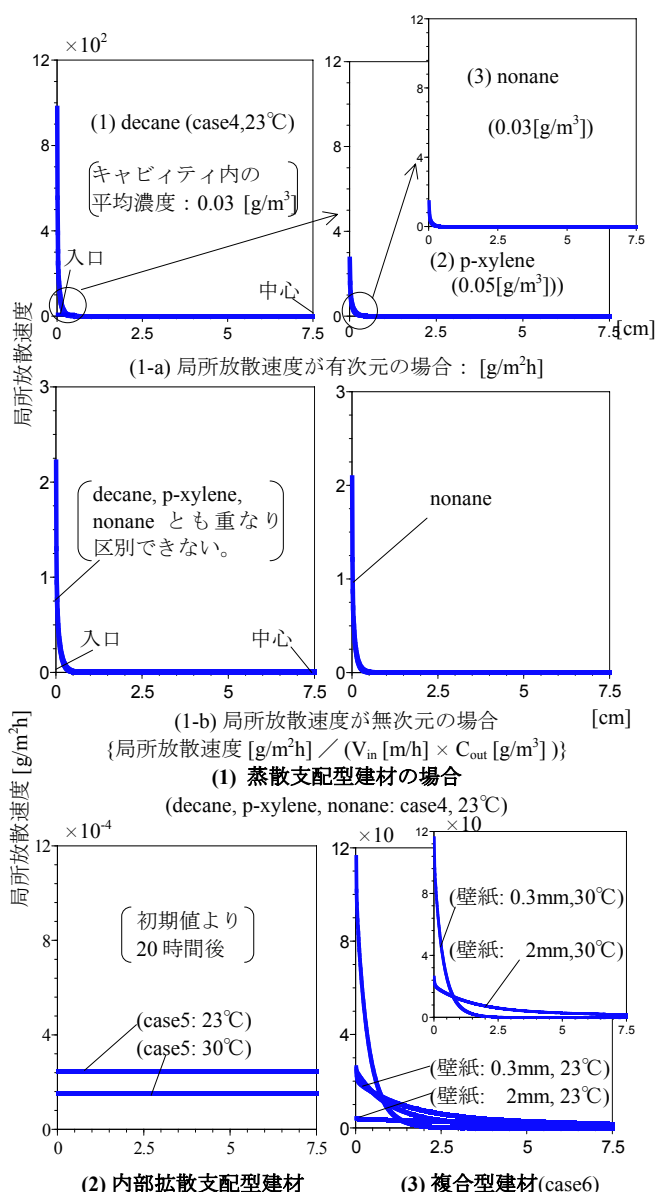 ×10²
12
8
4
0
(1) decane (case4,23℃)
キャビィティ内の
平均濃度：0.03 [g/m³]
入口
中心
7.5
12
8
4
0
(2) p-xylene
(0.05[g/m³]))
7.5
[cm]
12
4
0
(3) nonane
(0.03[g/m³])
0
2.5
5
7.5
局所放散速度
(1-a) 局所放散速度が有次元の場合： [g/m²h]
3
2
1
0
decane, p-xylene,
nonane とも重なり
区別できない。
入口
中心
0
2.5
5
7.5
3
2
1
0
nonane
0
2.5
5
7.5
[cm]
(1-b) 局所放散速度が無次元の場合
{局所放散速度 [g/m²h] ／ (Vin [m/h] × Cout [g/m³] )}
(1) 蒸散支配型建材の場合
(decane, p-xylene, nonane: case4, 23℃)
局所放散速度 [g/m²h]
×10⁻⁴
12
8
4
0
初期値より
20 時間後
(case5: 23℃)
(case5: 30℃)
0
2.5
5
7.5
×10
12
8
4
0
(壁紙: 0.3mm, 23℃)
(壁紙: 2mm, 23℃)
0
2.5
5
7.5
×10
12
8
4
0
(壁紙: 0.3mm,30℃)
(壁紙: 2mm,30℃)
0
2.5
5
7.5
(2) 内部拡散支配型建材
(3) 複合型建材(case6)